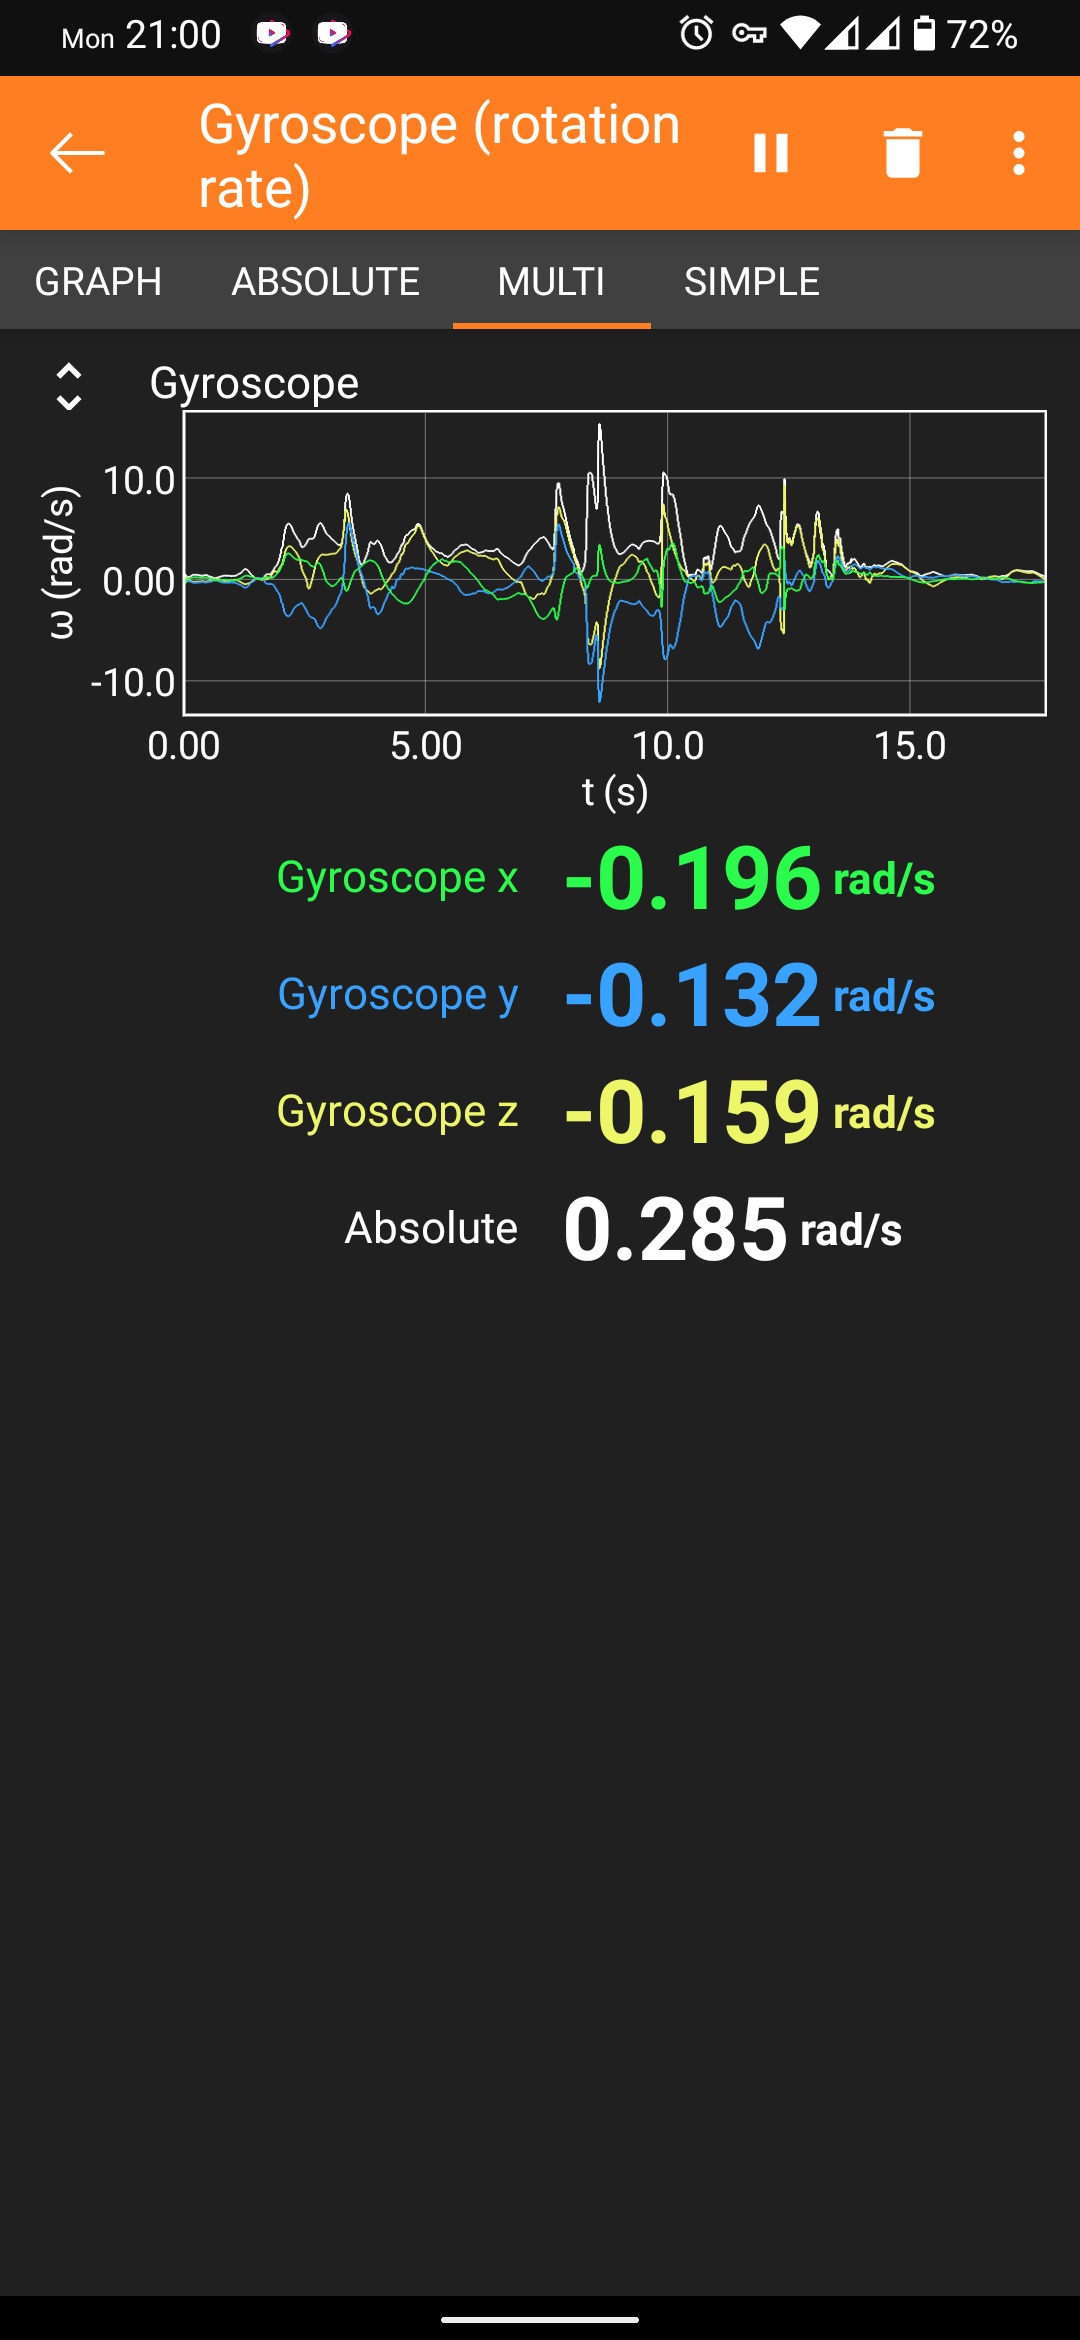 Mon 21:00 72%
Gyroscope (rotation
rate)
GRAPH ABSOLUTE MULTI SIMPLE
Gyroscope
10.0
0.00
-10.0
ω (rad/s)
0.00 5.00 10.0 15.0
t (s)
Gyroscope x -0.196 rad/s
Gyroscope y -0.132 rad/s
Gyroscope z -0.159 rad/s
Absolute 0.285 rad/s